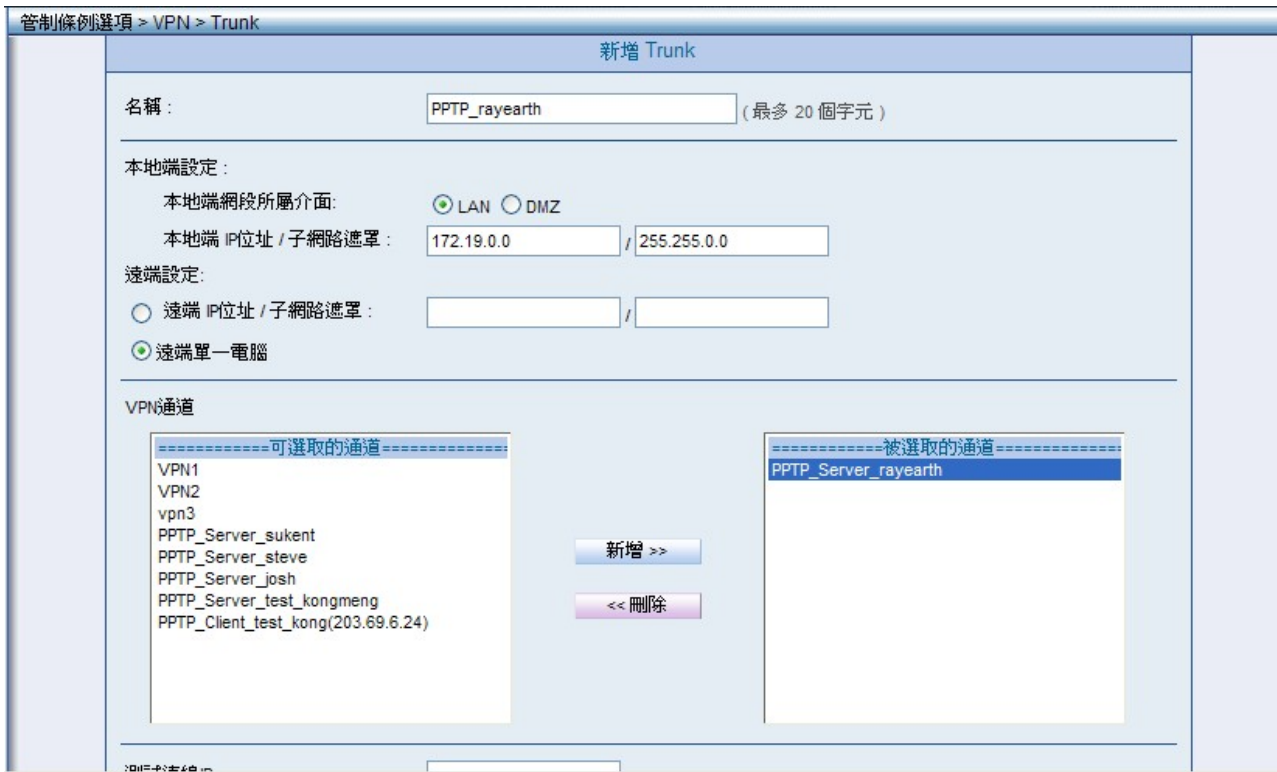 管制條例選項 > VPN > Trunk
新增 Trunk
名稱 : PPTP_rayearth ( 最多 20 個字元 )
本地端設定 :
本地端網段所屬介面: LAN DMZ
本地端 IP位址 / 子網路遮罩 : 172.19.0.0 / 255.255.0.0
遠端設定:
遠端 IP位址 / 子網路遮罩 : /
遠端單一電腦
VPN通道
============可選取的通道==============
VPN1
VPN2
vpn3
PPTP_Server_sukent
PPTP_Server_steve
PPTP_Server_josh
PPTP_Server_test_kongmeng
PPTP_Client_test_kong(203.69.6.24)
新增 >>
<< 刪除
============被選取的通道==============
PPTP_Server_rayearth